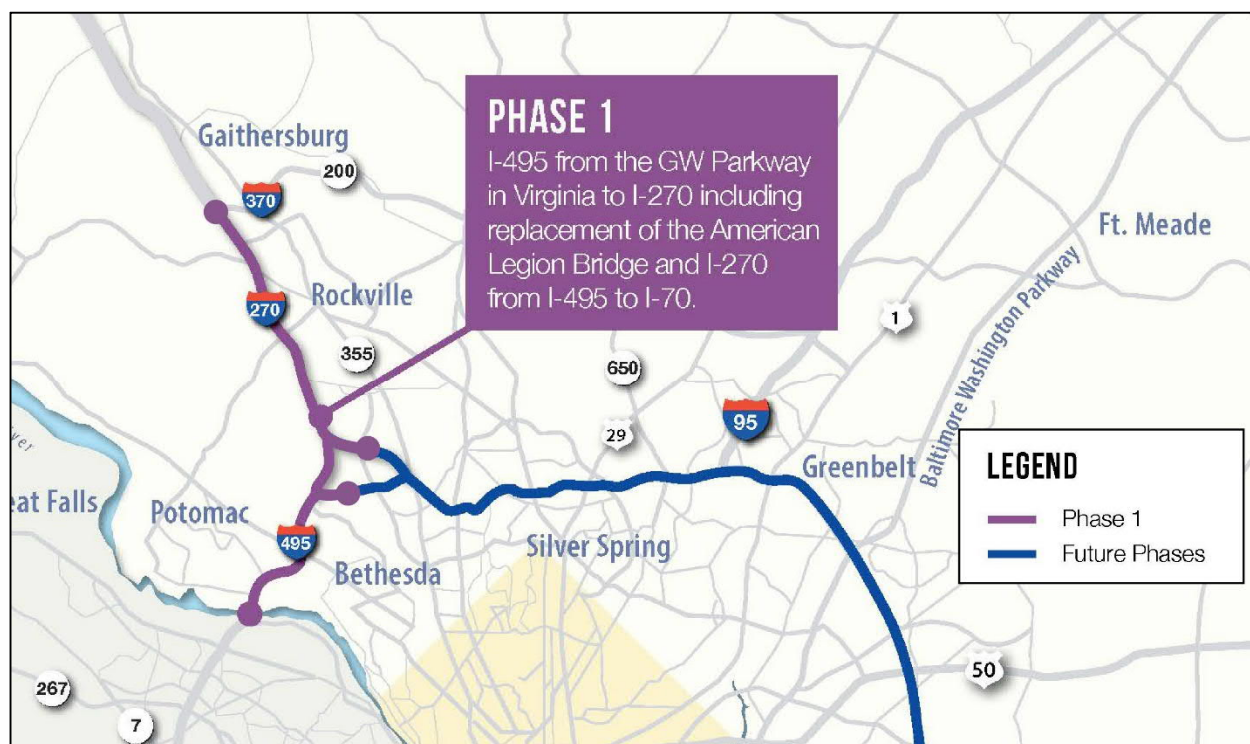 PHASE 1
I-495 from the GW Parkway
in Virginia to I-270 including
replacement of the American
Legion Bridge and I-270
from I-495 to I-70.
Gaithersburg
200
370
Ft. Meade
Rockville
270
1
355
650
Baltimore Washington Parkway
95
29
Greenbelt
LEGEND
Phase 1
Future Phases
iver
eat Falls
Potomac
495
Silver Spring
Bethesda
50
267
7